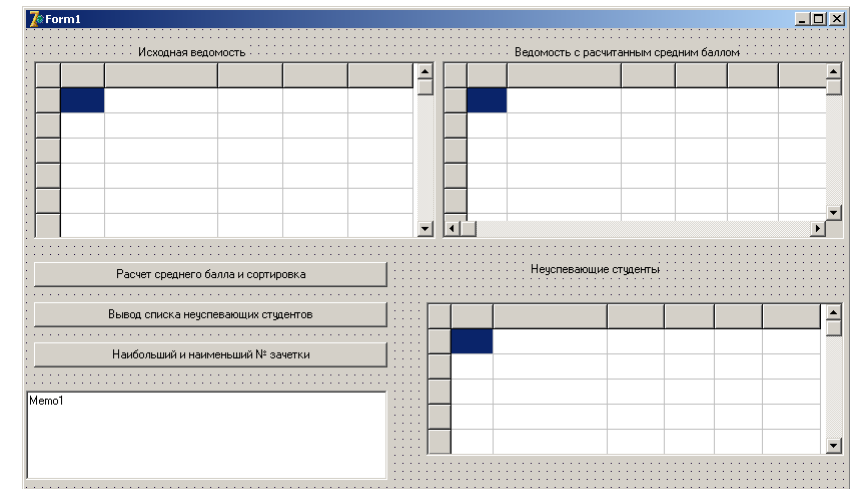 Form1
Исходная ведомость
Ведомость с расчитанным средним баллом
Расчет среднего балла и сортировка
Неуспевающие студенты
Вывод списка неуспевающих студентов
Наибольший и наименьший № зачетки
Memo1